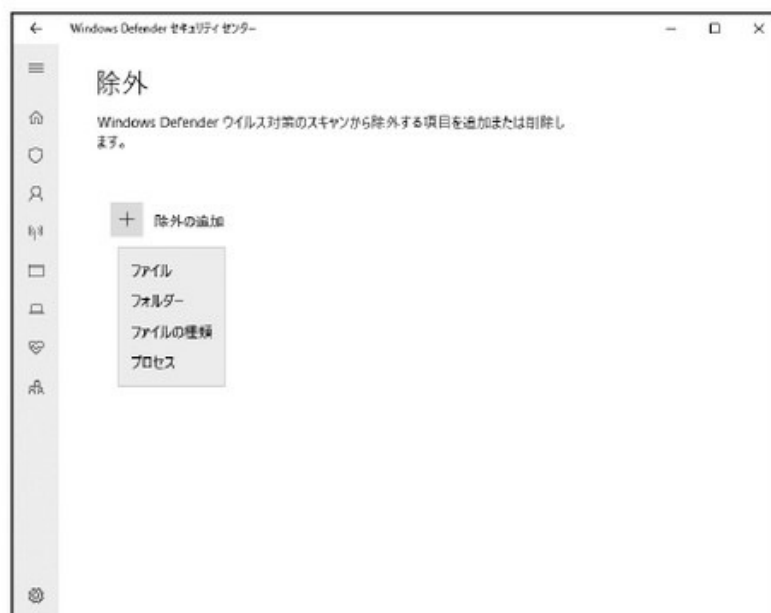 Windows Defender セキュリティ センター
除外
Windows Defender ウイルス対策のスキャンから除外する項目を追加または削除し
ます。
除外の追加
ファイル
フォルダー
ファイルの種類
プロセス